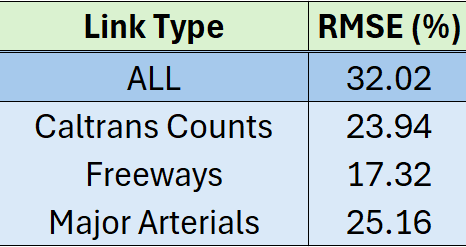 Link Type RMSE (%)
ALL 32.02
Caltrans Counts 23.94
Freeways 17.32
Major Arterials 25.16